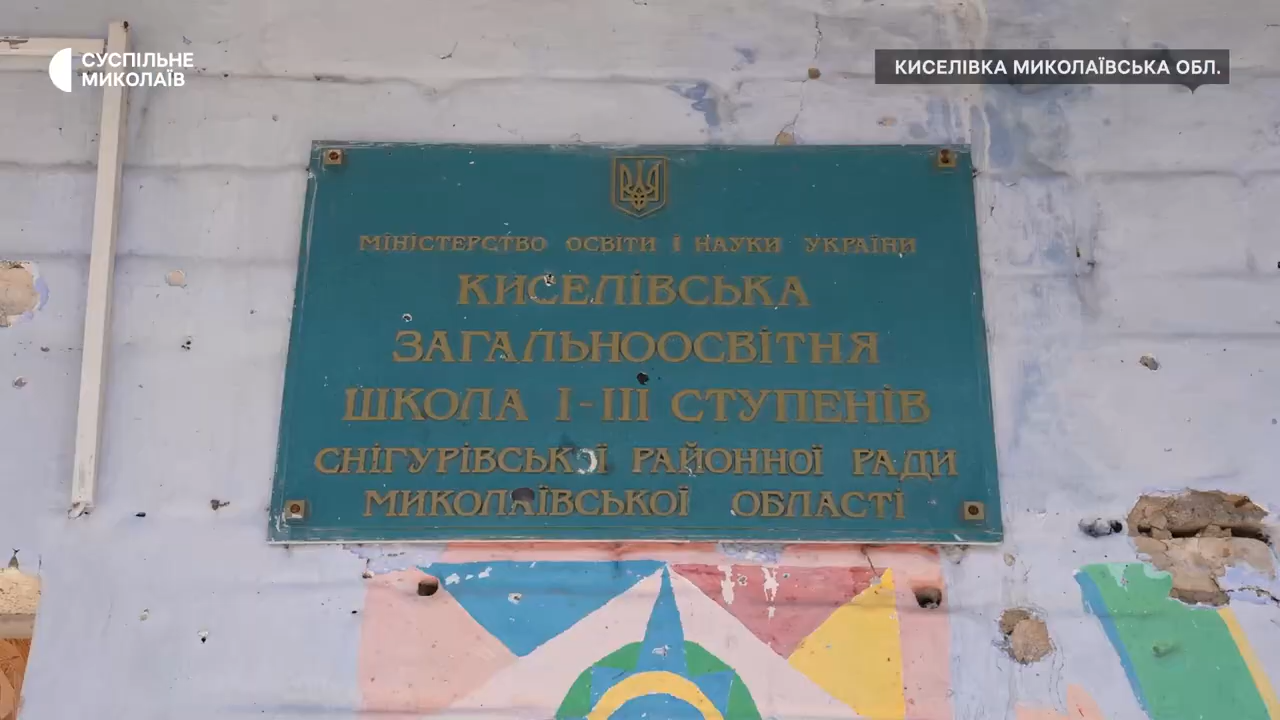 СУСПІЛЬНЕ
МИКОЛАЇВ
КИСЕЛІВКА МИКОЛАЇВСЬКА ОБЛ.
МІНІСТЕРСТВО ОСВІТИ І НАУКИ УКРАЇНИ
КИСЕЛІВСЬКА
ЗАГАЛЬНООСВІТНЯ
ШКОЛА І-ІІІ СТУПЕНІВ
СНІГУРІВСЬКОЇ РАЙОННОЇ РАДИ
МИКОЛАЇВСЬКОЇ ОБЛАСТІ